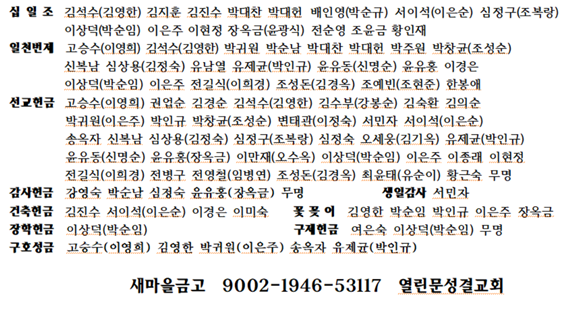 십 일 조 김석수(김영한) 김지훈 김진수 박대찬 박대헌 배인영(박순규) 서이석(이은순) 심정구(조복랑)
이상덕(박순임) 이은주 이현정 장옥금(윤광식) 전순영 조윤금 황인재
일천번제 고승수(이영희) 김석수(김영한) 박귀원 박순남 박대찬 박대헌 박주원 박창균(조성순)
신복남 심상용(김정숙) 유남열 유제균(박인규) 윤유동(신명순) 윤유홍 이경은
이상덕(박순임) 이은주 전길식(이희경) 조성돈(김경옥) 조예빈(조현준) 한봉애
선교헌금 고승수(이영희) 권업순 김경순 김석수(김영한) 김수부(강봉순) 김숙환 김의순
박귀원(이은주) 박인규 박창균(조성순) 변태관(이정숙) 서민자 서이석(이은순)
송옥자 신복남 심상용(김정숙) 심정구(조복랑) 심정숙 오세웅(김기옥) 유제균(박인규)
윤유동(신명순) 윤유홍(장옥금) 이만재(오수옥) 이상덕(박순임) 이은주 이종래 이현정
전길식(이희경) 전병구 전영철(임병연) 조성돈(김경옥) 최윤태(유순이) 황근숙 무명
감사헌금 강영숙 박순남 심정숙 윤유홍(장옥금) 무명 생일감사 서민자
건축헌금 김진수 서이석(이은순) 이경은 이미숙 꽃 꽂 이 김영한 박순임 박인규 이은주 장옥금
장학헌금 이상덕(박순임) 구제헌금 여은숙 이상덕(박순임) 무명
구호성금 고승수(이영희) 김영한 박귀원(이은주) 송옥자 유제균(박인규)
새마을금고 9002-1946-53117 열린문성결교회